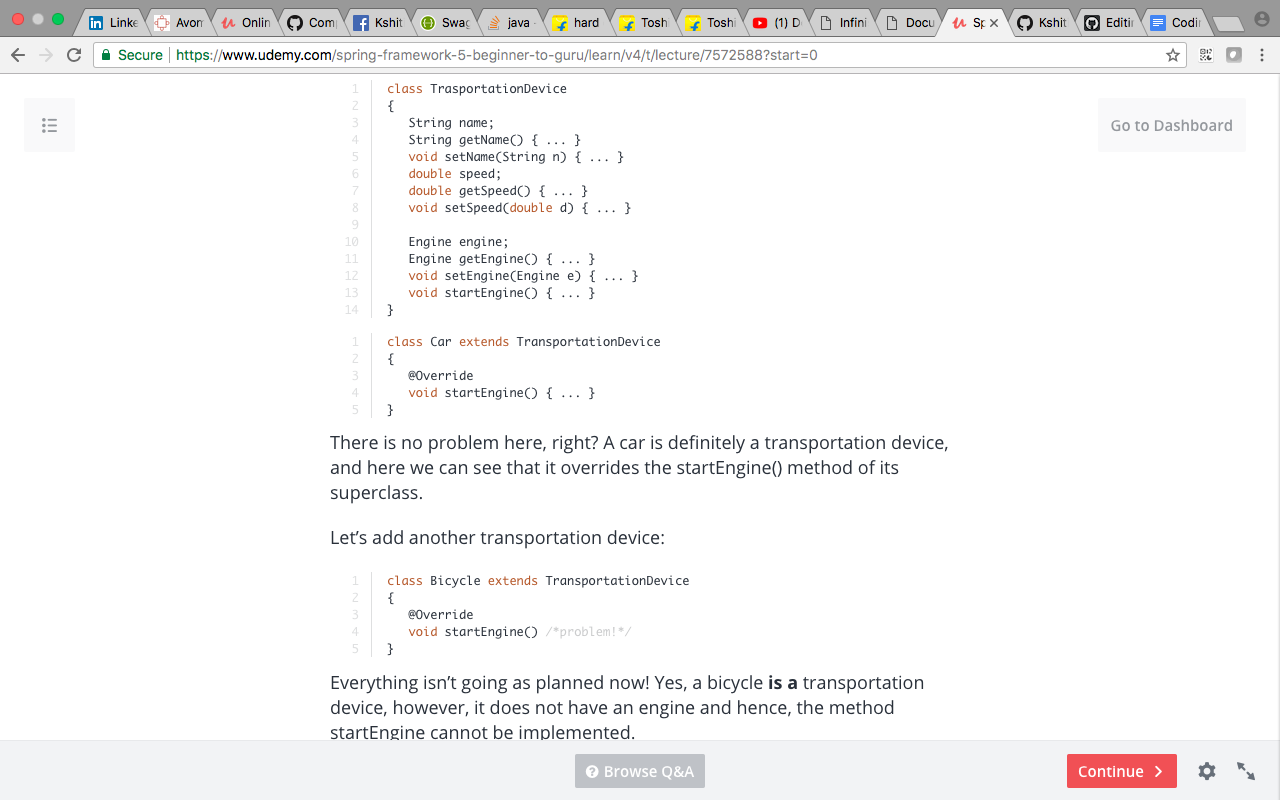 Linke
Avon
Onlin
Com
Kshit
Swag
java -
hard
Tosh
Toshi
(1) D
Infini
Docu
Sp
Kshit
Editi
Codin
Secure
https://www.udemy.com/spring-framework-5-beginner-to-guru/learn/v4/t/lecture/7572588?start=0
Go to Dashboard
1 class TrasportationDevice
2 {
3 String name;
4 String getName() { ... }
5 void setName(String n) { ... }
6 double speed;
7 double getSpeed() { ... }
8 void setSpeed(double d) { ... }
9
10 Engine engine;
11 Engine getEngine() { ... }
12 void setEngine(Engine e) { ... }
13 void startEngine() { ... }
14 }
1 class Car extends TransportationDevice
2 {
3 @Override
4 void startEngine() { ... }
5 }
There is no problem here, right? A car is definitely a transportation device,
and here we can see that it overrides the startEngine() method of its
superclass.
Let’s add another transportation device:
1 class Bicycle extends TransportationDevice
2 {
3 @Override
4 void startEngine() /*problem!*/
5 }
Everything isn’t going as planned now! Yes, a bicycle is a transportation
device, however, it does not have an engine and hence, the method
startEngine cannot be implemented.
Browse Q&A
Continue